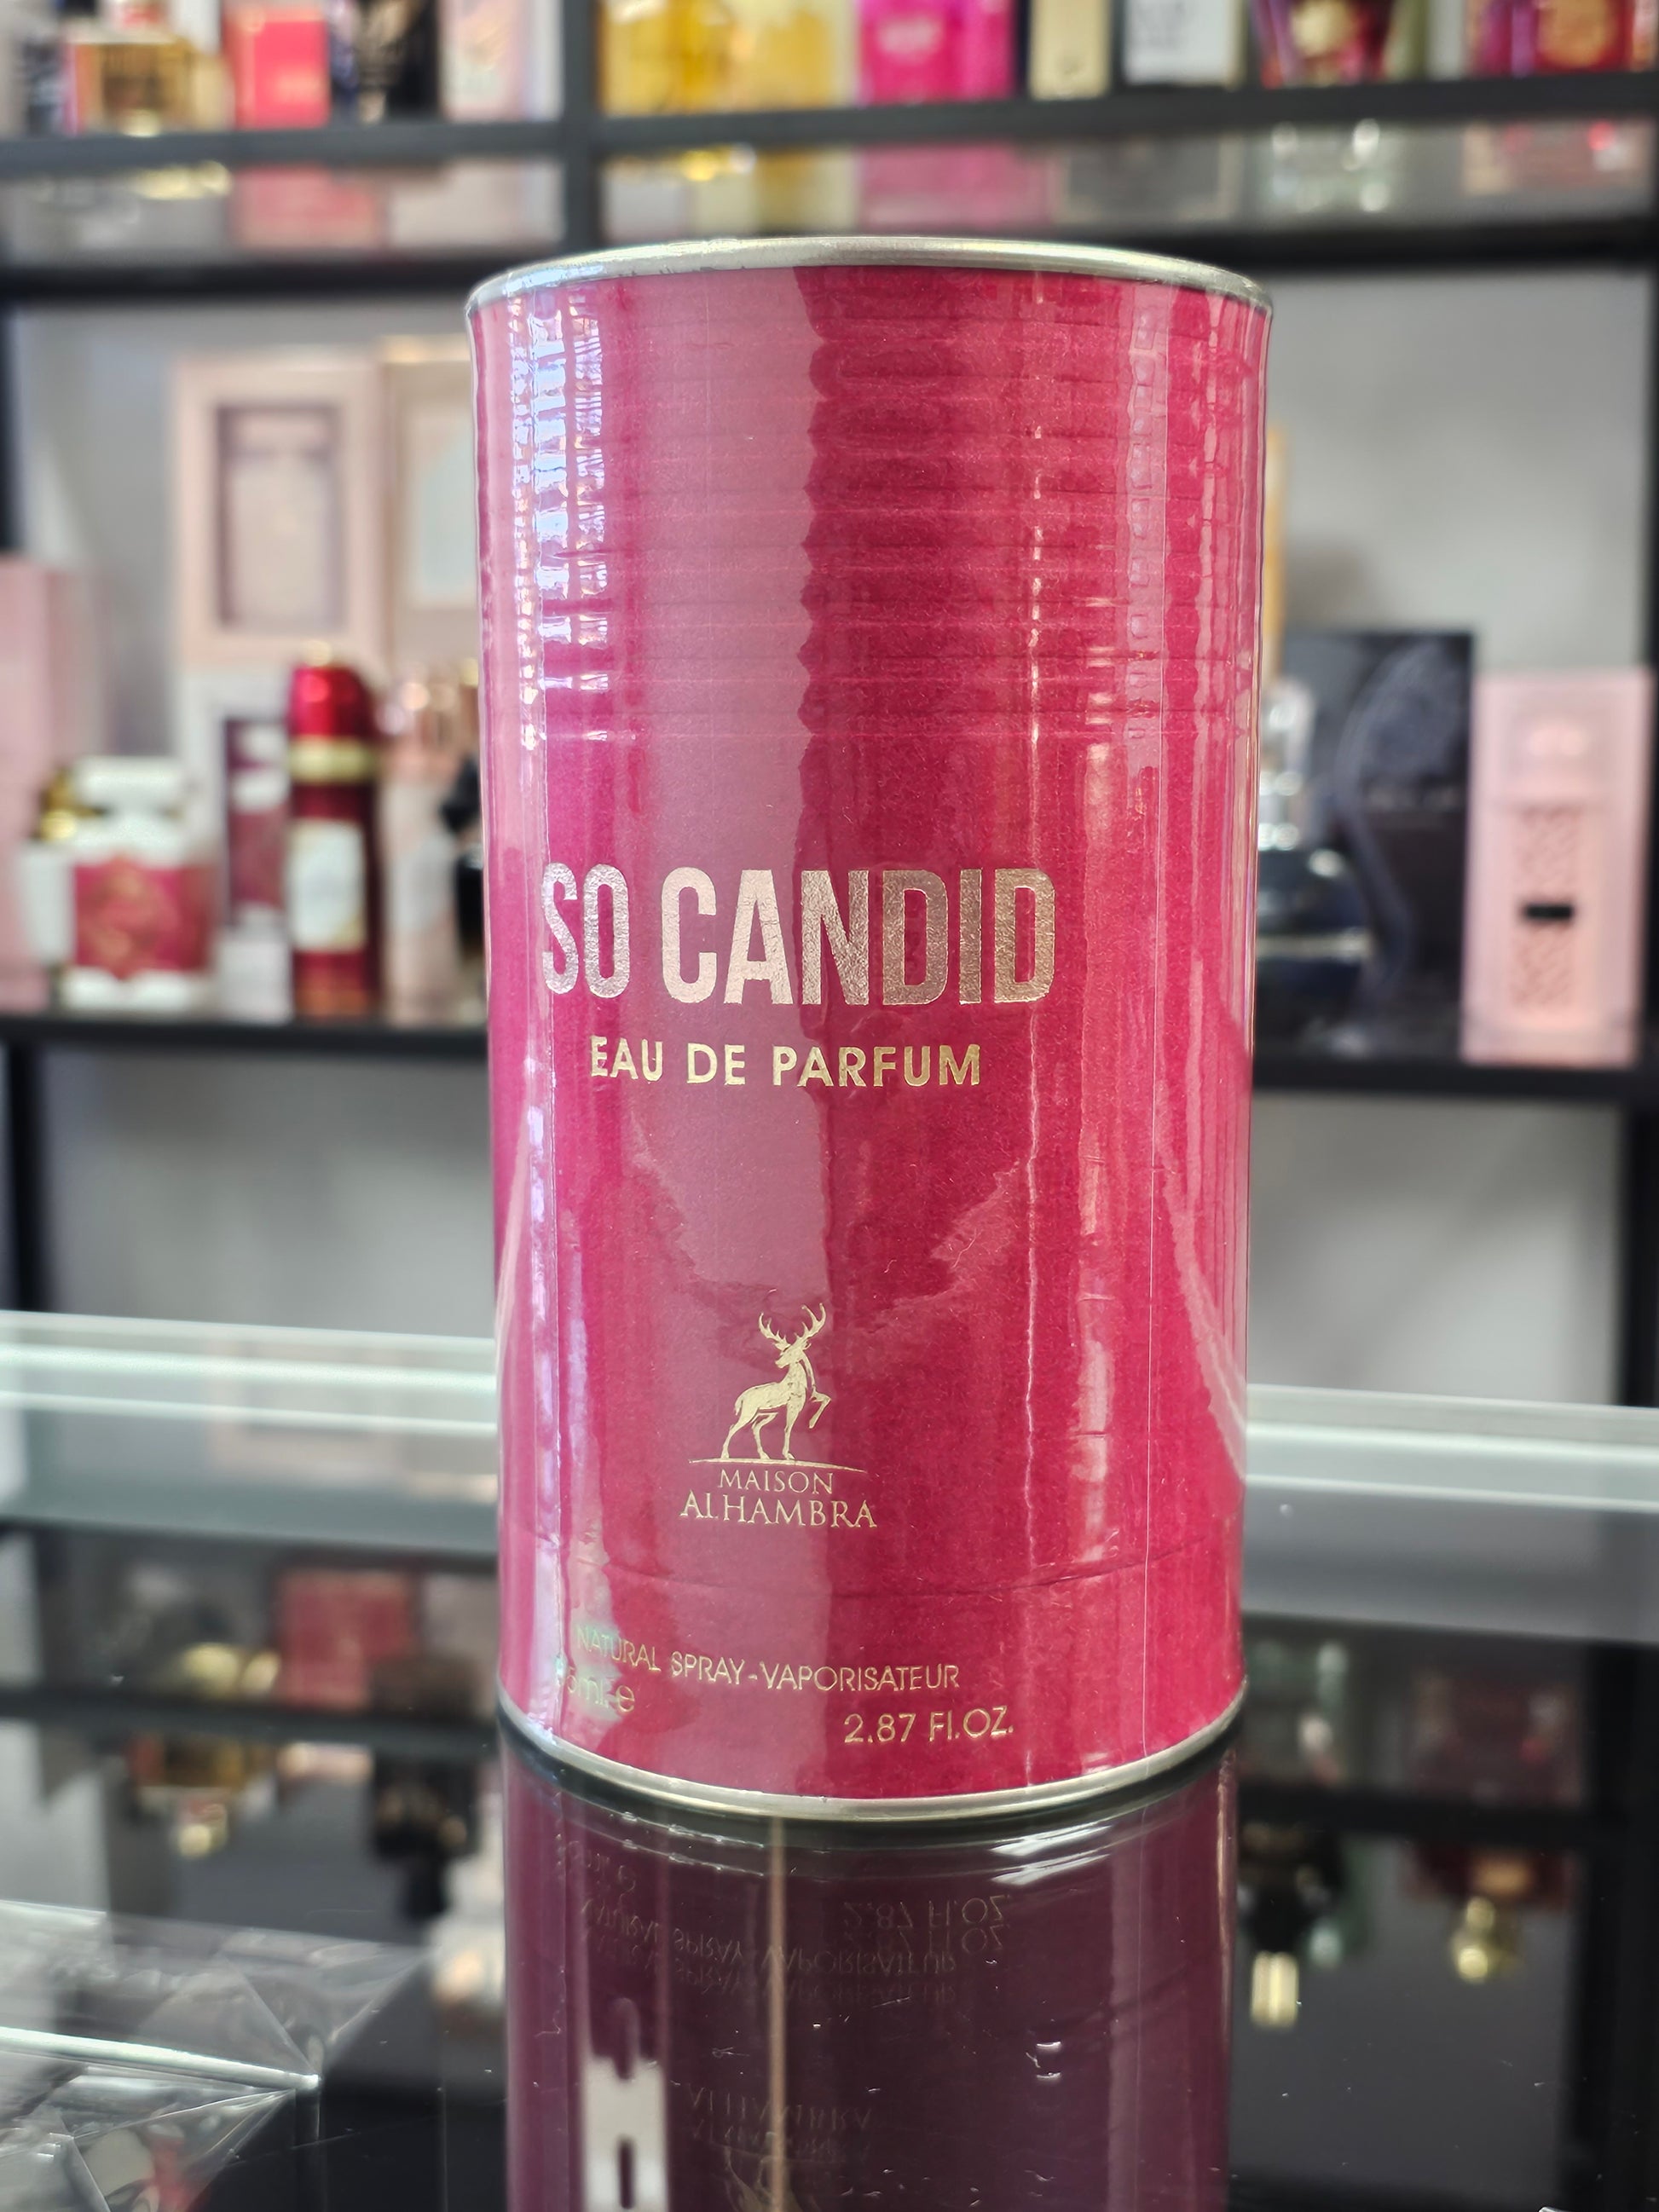 SO CANDID
EAU DE PARFUM
MAISON
ALHAMBRA
NATURAL SPRAY-VAPORISATEUR
2.87 Fl.OZ.